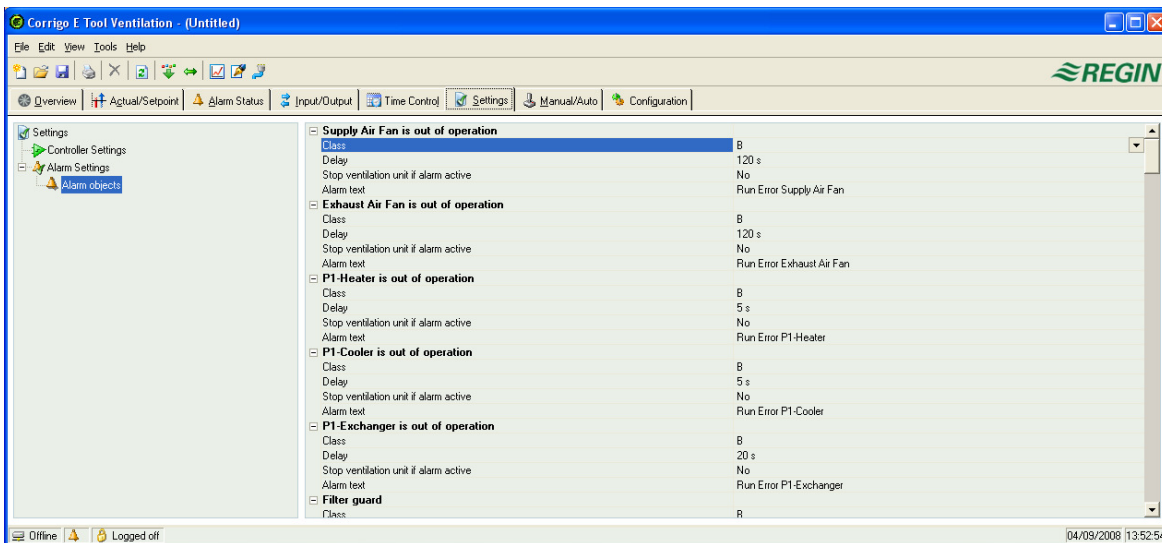 Corrigo E Tool Ventilation - (Untitled)
File Edit View Tools Help
REGIN
Overview Actual/Setpoint Alarm Status Input/Output Time Control Settings Manual/Auto Configuration
Settings
Controller Settings
Alarm Settings
Alarm objects
Supply Air Fan is out of operation
Class B
Delay 120 s
Stop ventilation unit if alarm active No
Alarm text Run Error Supply Air Fan
Exhaust Air Fan is out of operation
Class B
Delay 120 s
Stop ventilation unit if alarm active No
Alarm text Run Error Exhaust Air Fan
P1-Heater is out of operation
Class B
Delay 5 s
Stop ventilation unit if alarm active No
Alarm text Run Error P1-Heater
P1-Cooler is out of operation
Class B
Delay 5 s
Stop ventilation unit if alarm active No
Alarm text Run Error P1-Cooler
P1-Exchanger is out of operation
Class B
Delay 20 s
Stop ventilation unit if alarm active No
Alarm text Run Error P1-Exchanger
Filter guard
Class B
Offline Logged off 04/09/2008 13:52:54